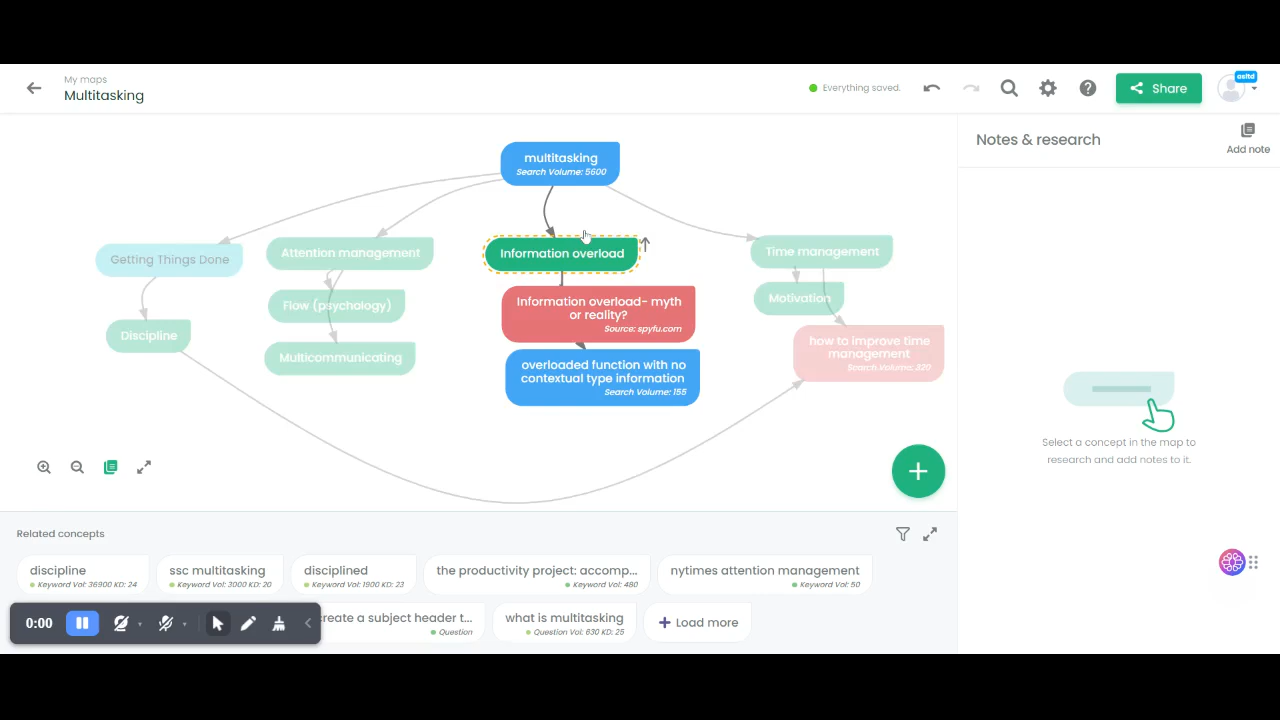 My maps
Multitasking
Everything saved.
Share
asltd
multitasking
Search Volume: 5600
Getting Things Done
Attention management
Information overload
Time management
Flow (psychology)
Motivation
Discipline
Multicommunicating
Information overload- myth
or reality?
Source: spyfu.com
how to improve time
management
Search Volume: 320
overloaded function with no
contextual type information
Search Volume: 155
Notes & research
Add note
Select a concept in the map to
research and add notes to it.
Related concepts
discipline
Keyword Vol: 36900 KD: 24
ssc multitasking
Keyword Vol: 3000 KD: 20
disciplined
Keyword Vol: 1900 KD: 23
the productivity project: accomp...
Keyword Vol: 480
nytimes attention management
Keyword Vol: 50
create a subject header t...
Question
what is multitasking
Question Vol: 630 KD: 25
Load more
0:00